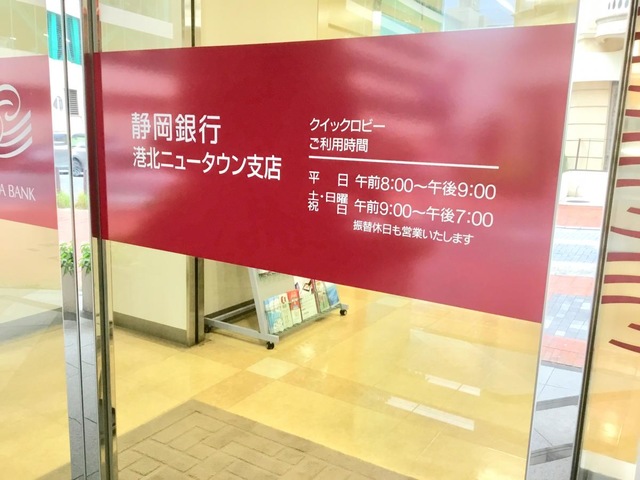 静岡銀行
港北ニュータウン支店
クイックロビー
ご利用時間
平　日 午前8:00～午後9:00
土・日曜
祝　日 午前9:00～午後7:00
振替休日も営業いたします
A BANK